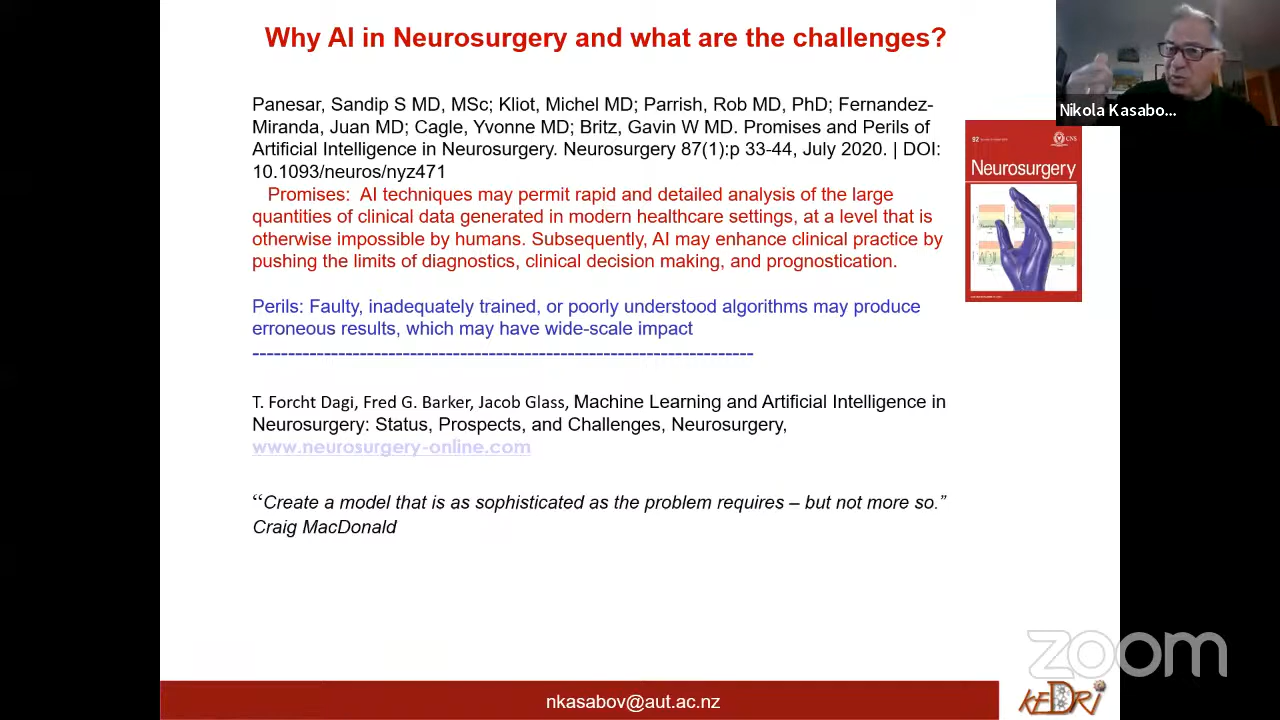 Why AI in Neurosurgery and what are the challenges?
Nikola Kasabo...
Panesar, Sandip S MD, MSc; Kliot, Michel MD; Parrish, Rob MD, PhD; Fernandez-
Miranda, Juan MD; Cagle, Yvonne MD; Britz, Gavin W MD. Promises and Perils of
Artificial Intelligence in Neurosurgery. Neurosurgery 87(1):p 33-44, July 2020. | DOI:
10.1093/neuros/nyz471
Promises: AI techniques may permit rapid and detailed analysis of the large
quantities of clinical data generated in modern healthcare settings, at a level that is
otherwise impossible by humans. Subsequently, AI may enhance clinical practice by
pushing the limits of diagnostics, clinical decision making, and prognostication.
92
CNS
Neurosurgery
Perils: Faulty, inadequately trained, or poorly understood algorithms may produce
erroneous results, which may have wide-scale impact
----------------------------------------------------------------------
T. Forcht Dagi, Fred G. Barker, Jacob Glass, Machine Learning and Artificial Intelligence in
Neurosurgery: Status, Prospects, and Challenges, Neurosurgery,
www.neurosurgery-online.com
“Create a model that is as sophisticated as the problem requires – but not more so.”
Craig MacDonald
zoom
nkasabov@aut.ac.nz
KEDRI